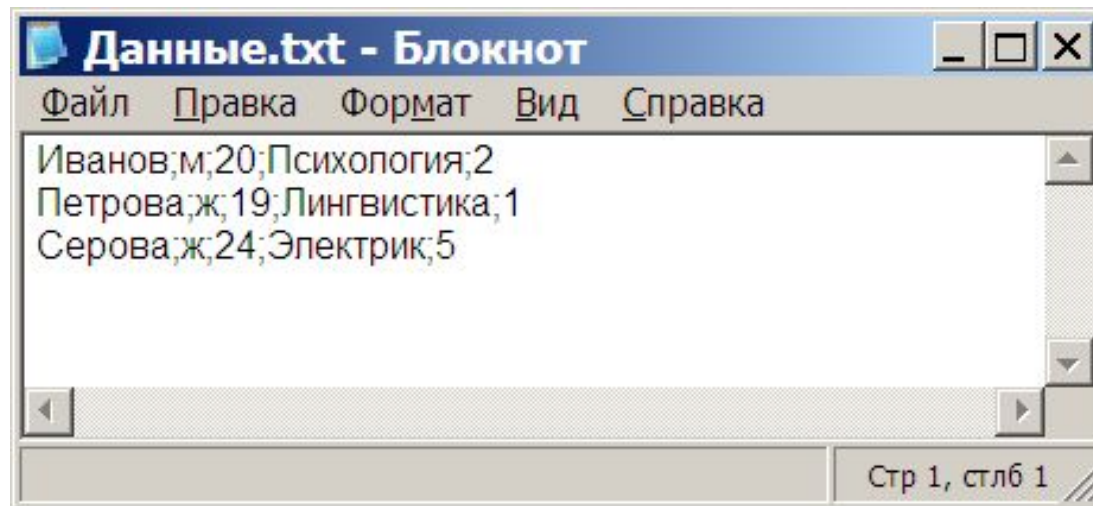 Данные.txt - Блокнот
Файл Правка Формат Вид Справка
Иванов;м;20;Психология;2
Петрова;ж;19;Лингвистика;1
Серова;ж;24;Электрик;5
Стр 1, стлб 1